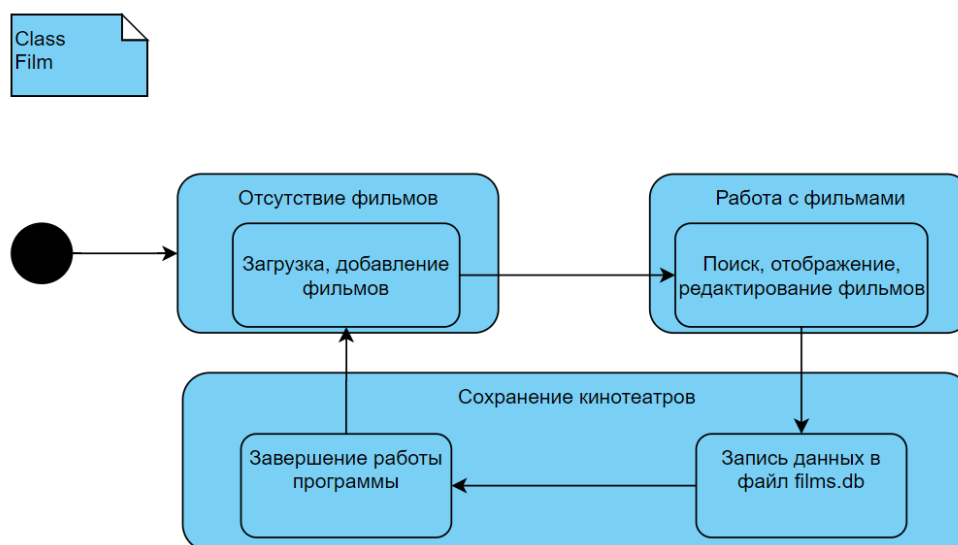 Class
Film
Отсутствие фильмов
Работа с фильмами
Загрузка, добавление
фильмов
Поиск, отображение,
редактирование фильмов
Сохранение кинотеатров
Завершение работы
программы
Запись данных в
файл films.db